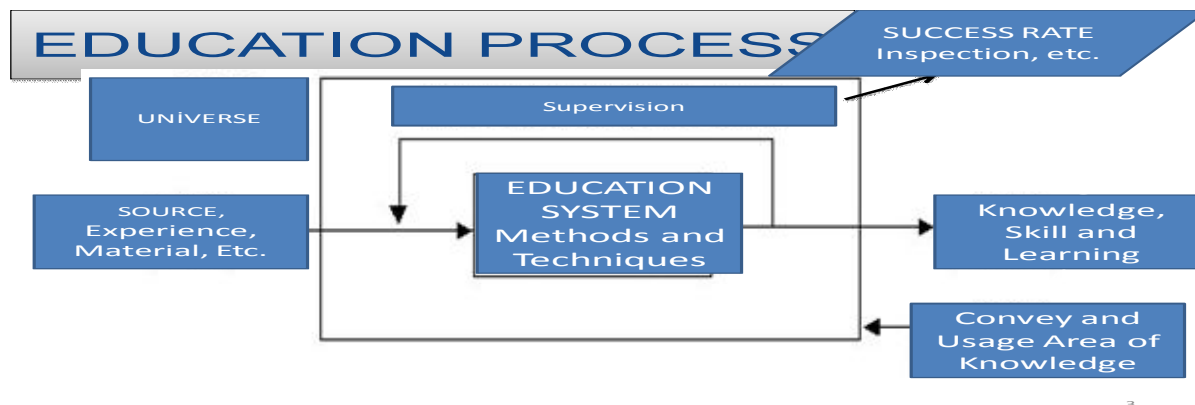 EDUCATION PROCESS
SUCCESS RATE
Inspection, etc.
UNİVERSE
Supervision
SOURCE,
Experience,
Material, Etc.
EDUCATION
SYSTEM
Methods and
Techniques
Knowledge,
Skill and
Learning
Convey and
Usage Area of
Knowledge
3